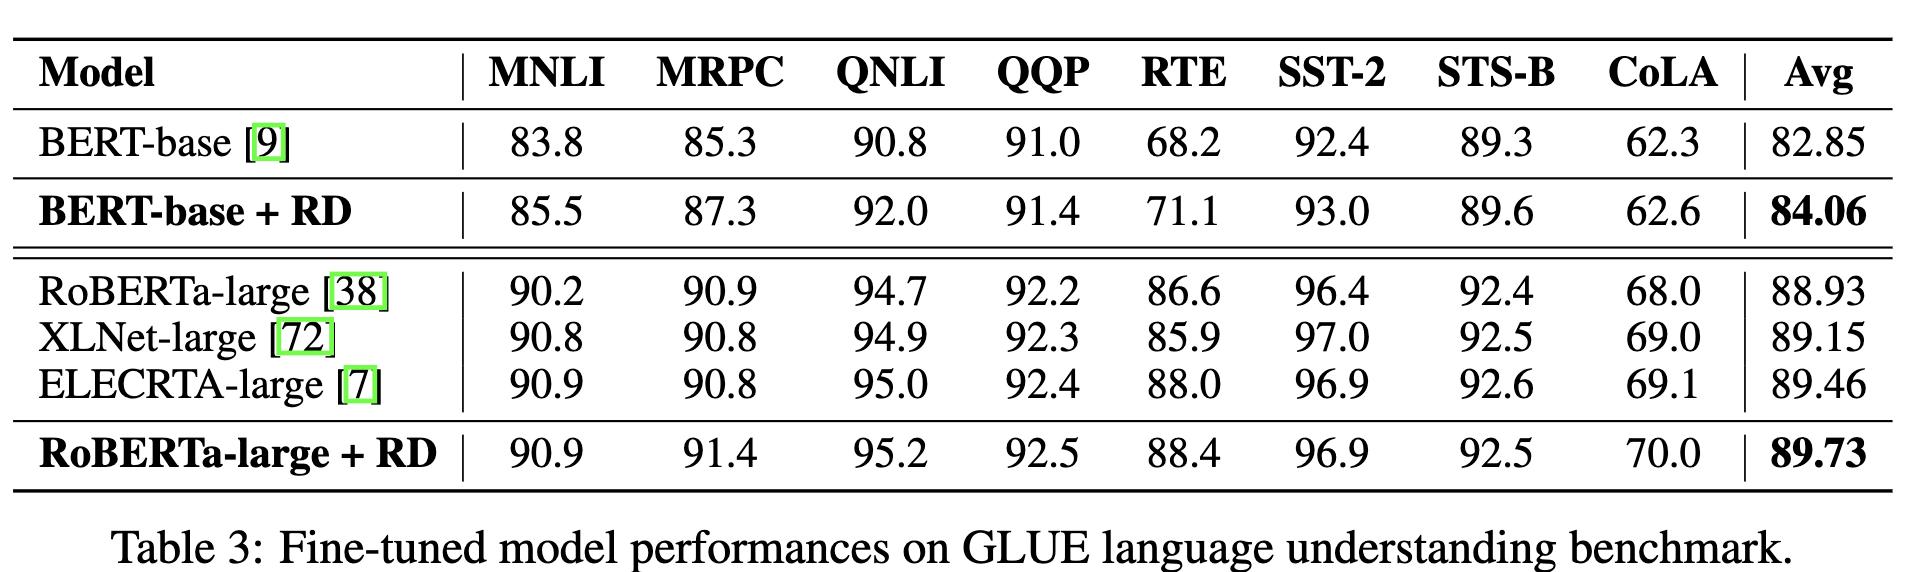 Model MNLI MRPC QNLI QQP RTE SST-2 STS-B CoLA Avg
BERT-base [9] 83.8 85.3 90.8 91.0 68.2 92.4 89.3 62.3 82.85
BERT-base + RD 85.5 87.3 92.0 91.4 71.1 93.0 89.6 62.6 84.06
RoBERTa-large [38] 90.2 90.9 94.7 92.2 86.6 96.4 92.4 68.0 88.93
XLNet-large [72] 90.8 90.8 94.9 92.3 85.9 97.0 92.5 69.0 89.15
ELECRTA-large [7] 90.9 90.8 95.0 92.4 88.0 96.9 92.6 69.1 89.46
RoBERTa-large + RD 90.9 91.4 95.2 92.5 88.4 96.9 92.5 70.0 89.73
Table 3: Fine-tuned model performances on GLUE language understanding benchmark.